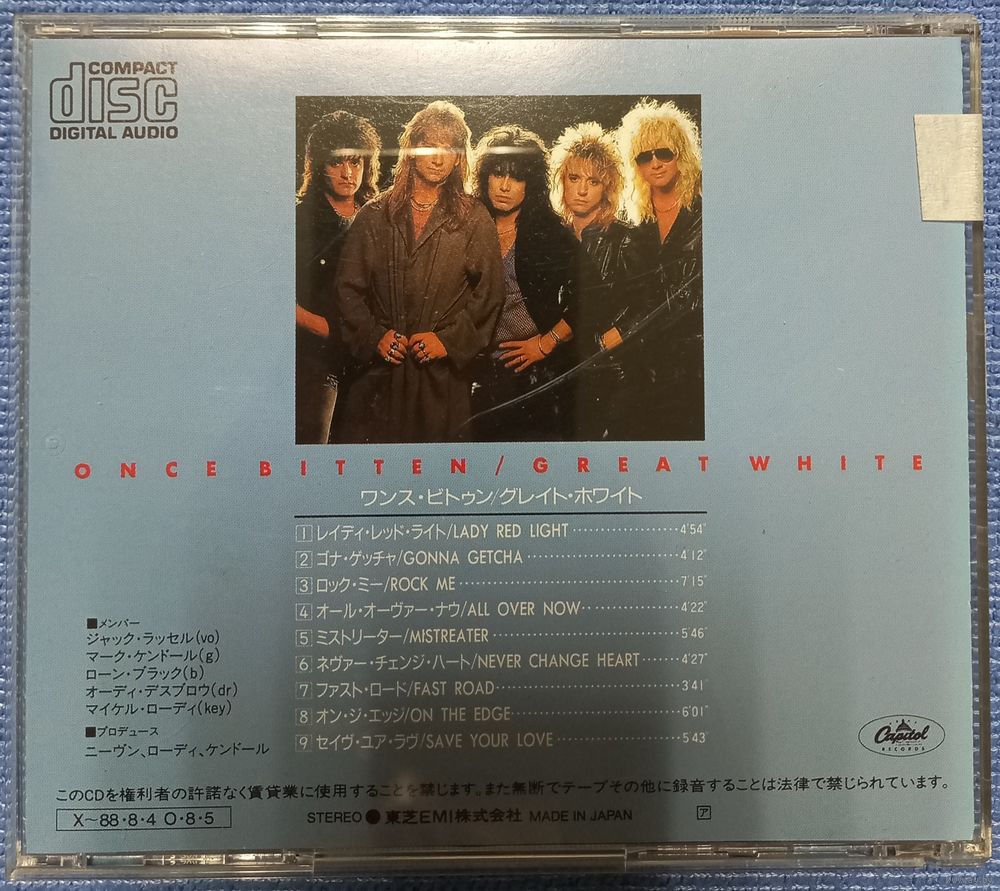 COMPACT
disc
DIGITAL AUDIO
ONCE BITTEN/GREAT WHITE
ワンス・ビトゥン/グレイト・ホワイト
1 レイディ・レッド・ライト/LADY RED LIGHT 4'54"
2 ゴナ・ゲッチャ/GONNA GETCHA 4'12"
3 ロック・ミー/ROCK ME 7'15"
4 オール・オーヴァー・ナウ/ALL OVER NOW 4'22"
5 ミストリーター/MISTREATER 5'46"
6 ネヴァー・チェンジ・ハート/NEVER CHANGE HEART 4'27"
7 ファスト・ロード/FAST ROAD 3'41"
8 オン・ジ・エッジ/ON THE EDGE 6'01"
9 セイヴ・ユア・ラヴ/SAVE YOUR LOVE 5'43"
■メンバー
ジャック・ラッセル(vo)
マーク・ケンドール(g)
ローン・ブラック(b)
オーディ・デスブロウ(dr)
マイケル・ローディ(key)
■プロデュース
ニーヴン、ローディ、ケンドール
Capitol
RECORDS
このCDを権利者の許諾なく賃貸業に使用することを禁じます。また無断でテープその他に録音することは法律で禁じられています。
X〜88・8・4 O・8・5
STEREO ● 東芝EMI株式会社 MADE IN JAPAN ア